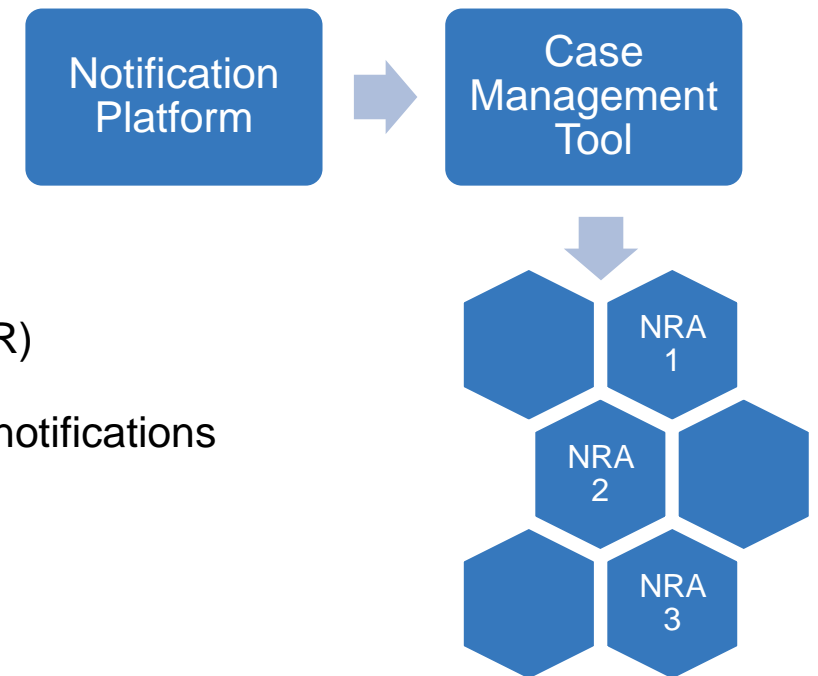 Notification
Platform
Case
Management
Tool
R)
notifications
NRA
1
NRA
2
NRA
3